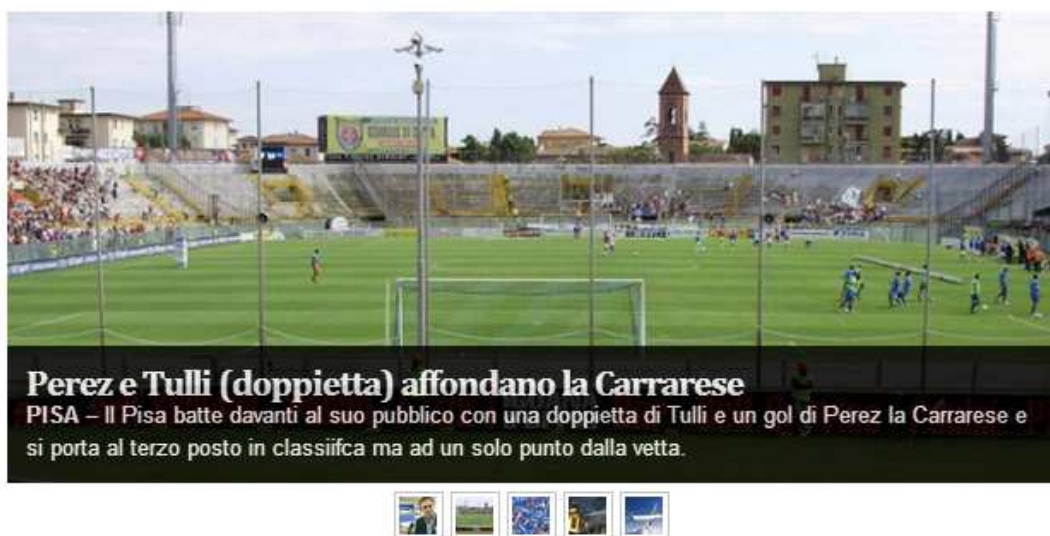 Perez e Tulli (doppietta) affondano la Carrarese
PISA – Il Pisa batte davanti al suo pubblico con una doppietta di Tulli e un gol di Perez la Carrarese e
si porta al terzo posto in classiifca ma ad un solo punto dalla vetta.